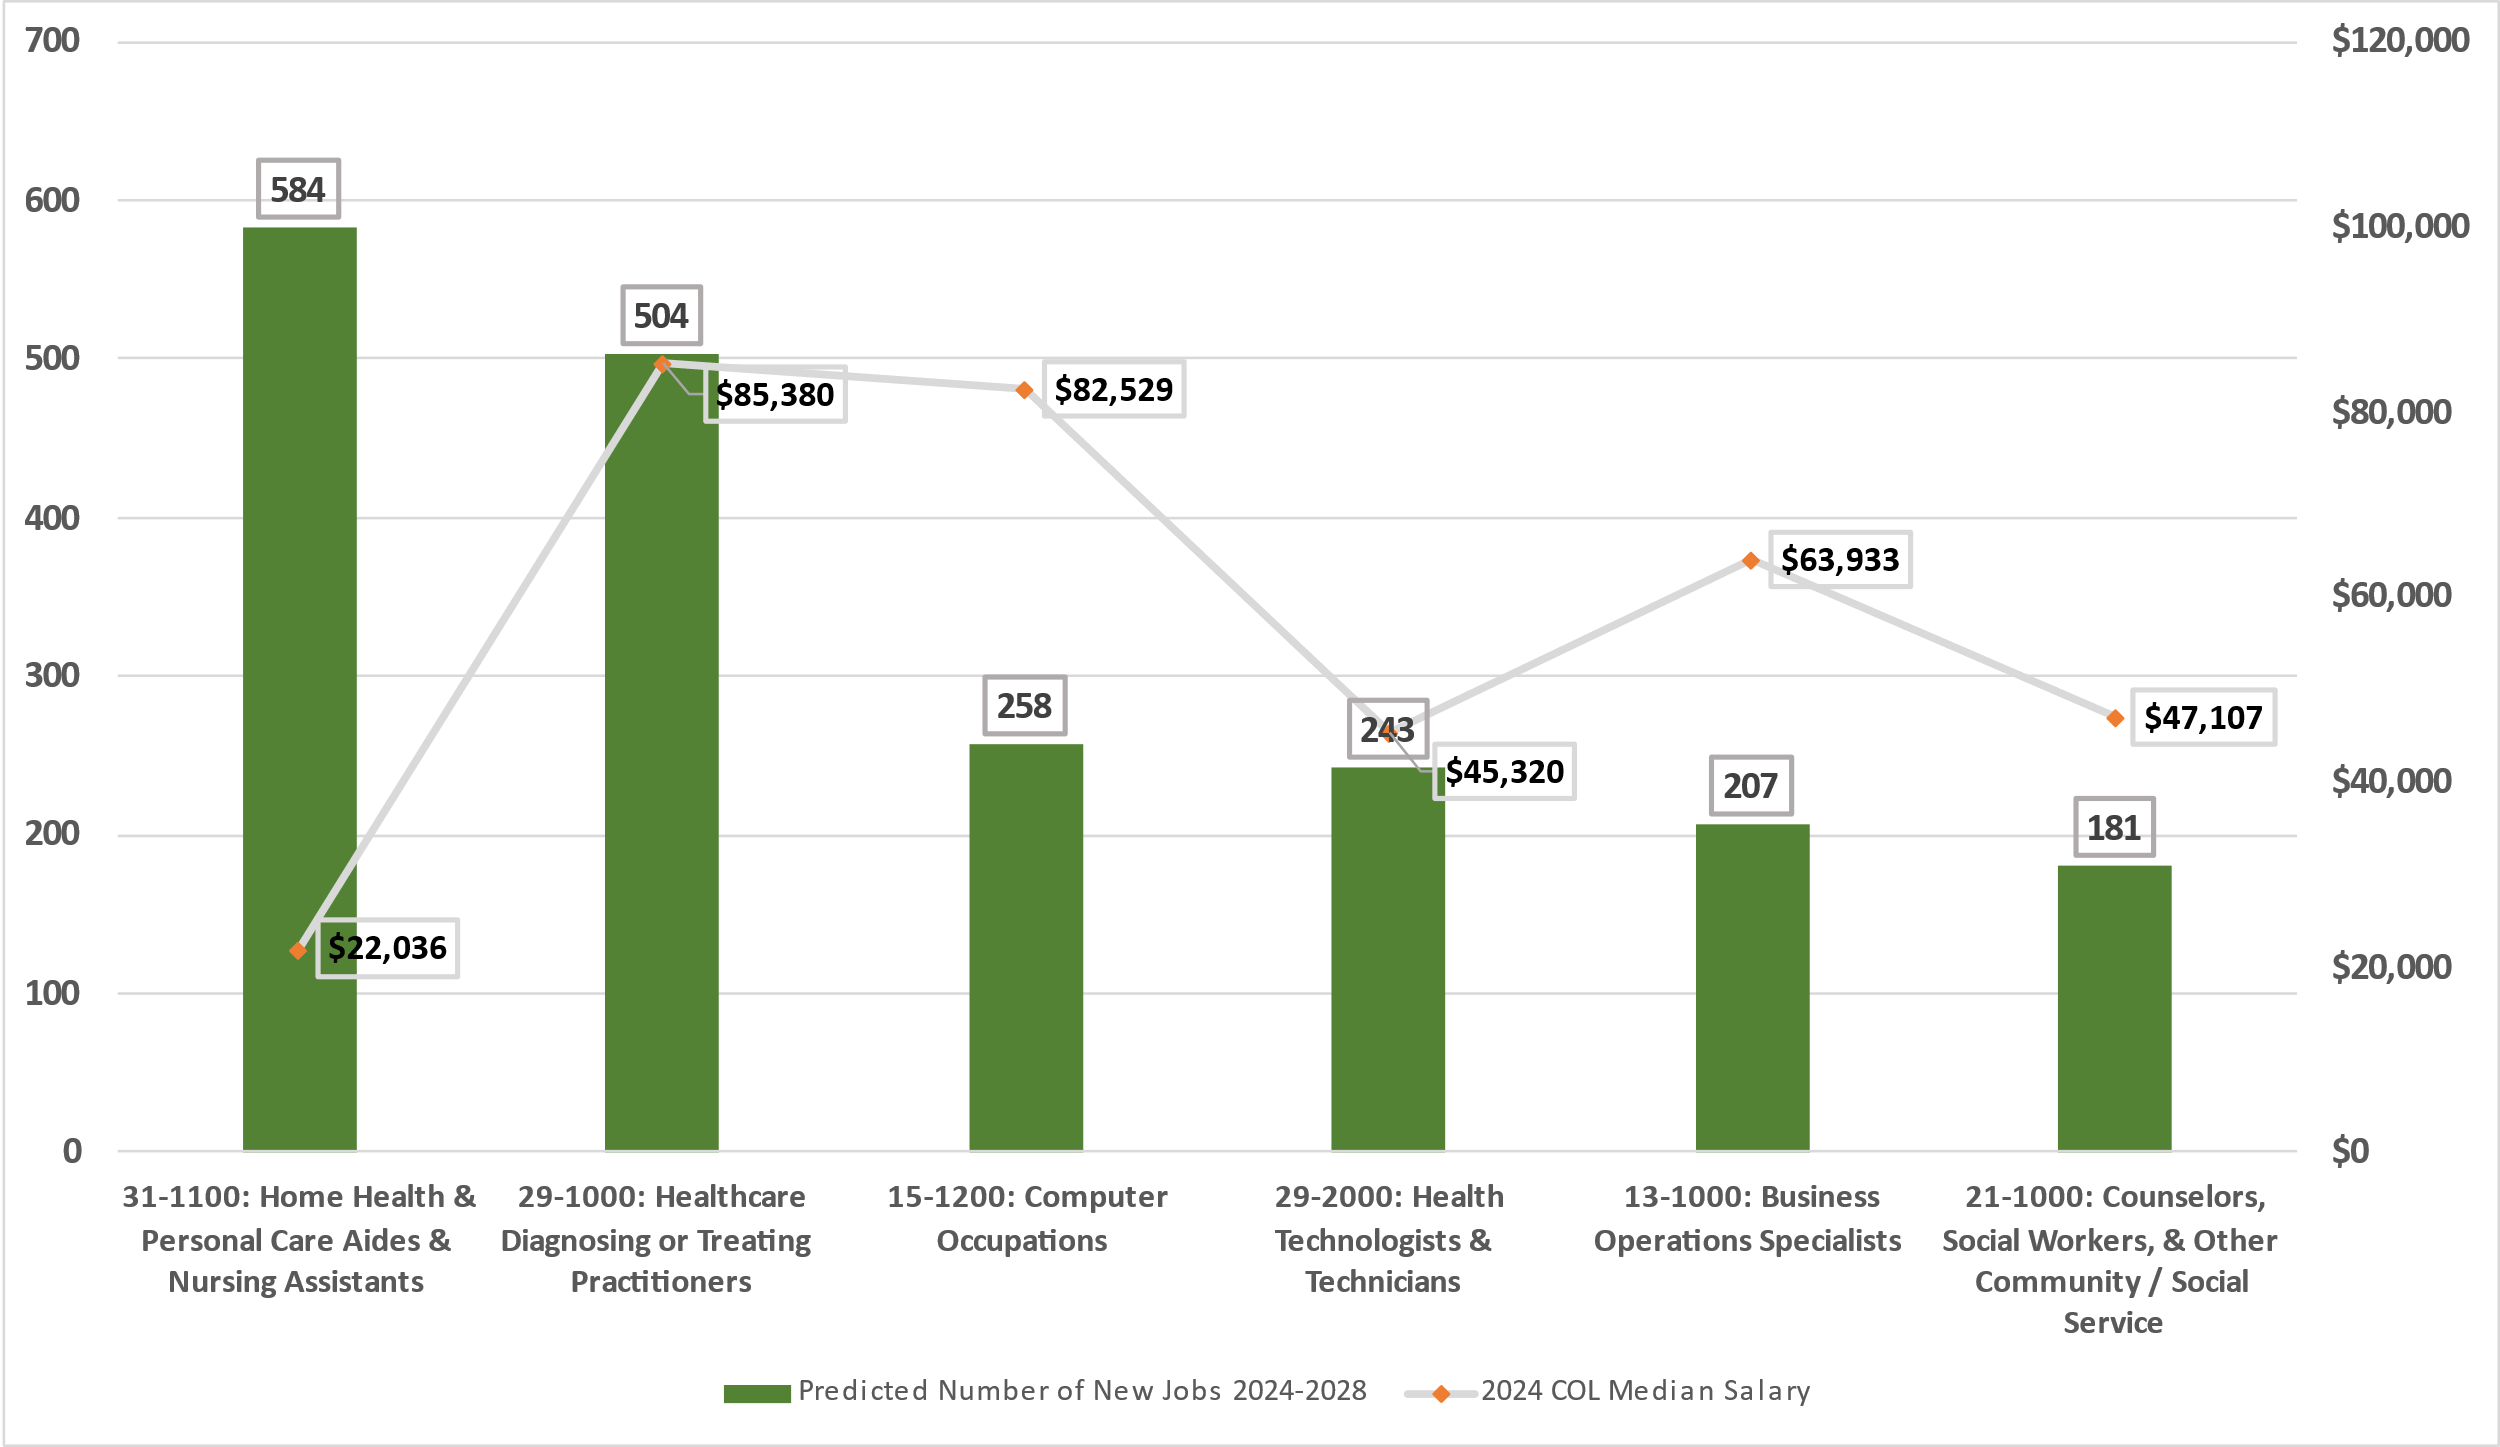 700
600
500
400
300
200
100
0
$120,000
$100,000
$80,000
$60,000
$40,000
$20,000
$0
584
504
258
243
207
181
$22,036
$85,380
$82,529
$45,320
$63,933
$47,107
31-1100: Home Health &
Personal Care Aides &
Nursing Assistants
29-1000: Healthcare
Diagnosing or Treating
Practitioners
15-1200: Computer
Occupations
29-2000: Health
Technologists &
Technicians
13-1000: Business
Operations Specialists
21-1000: Counselors,
Social Workers, & Other
Community / Social
Service
Predicted Number of New Jobs 2024-2028
2024 COL Median Salary